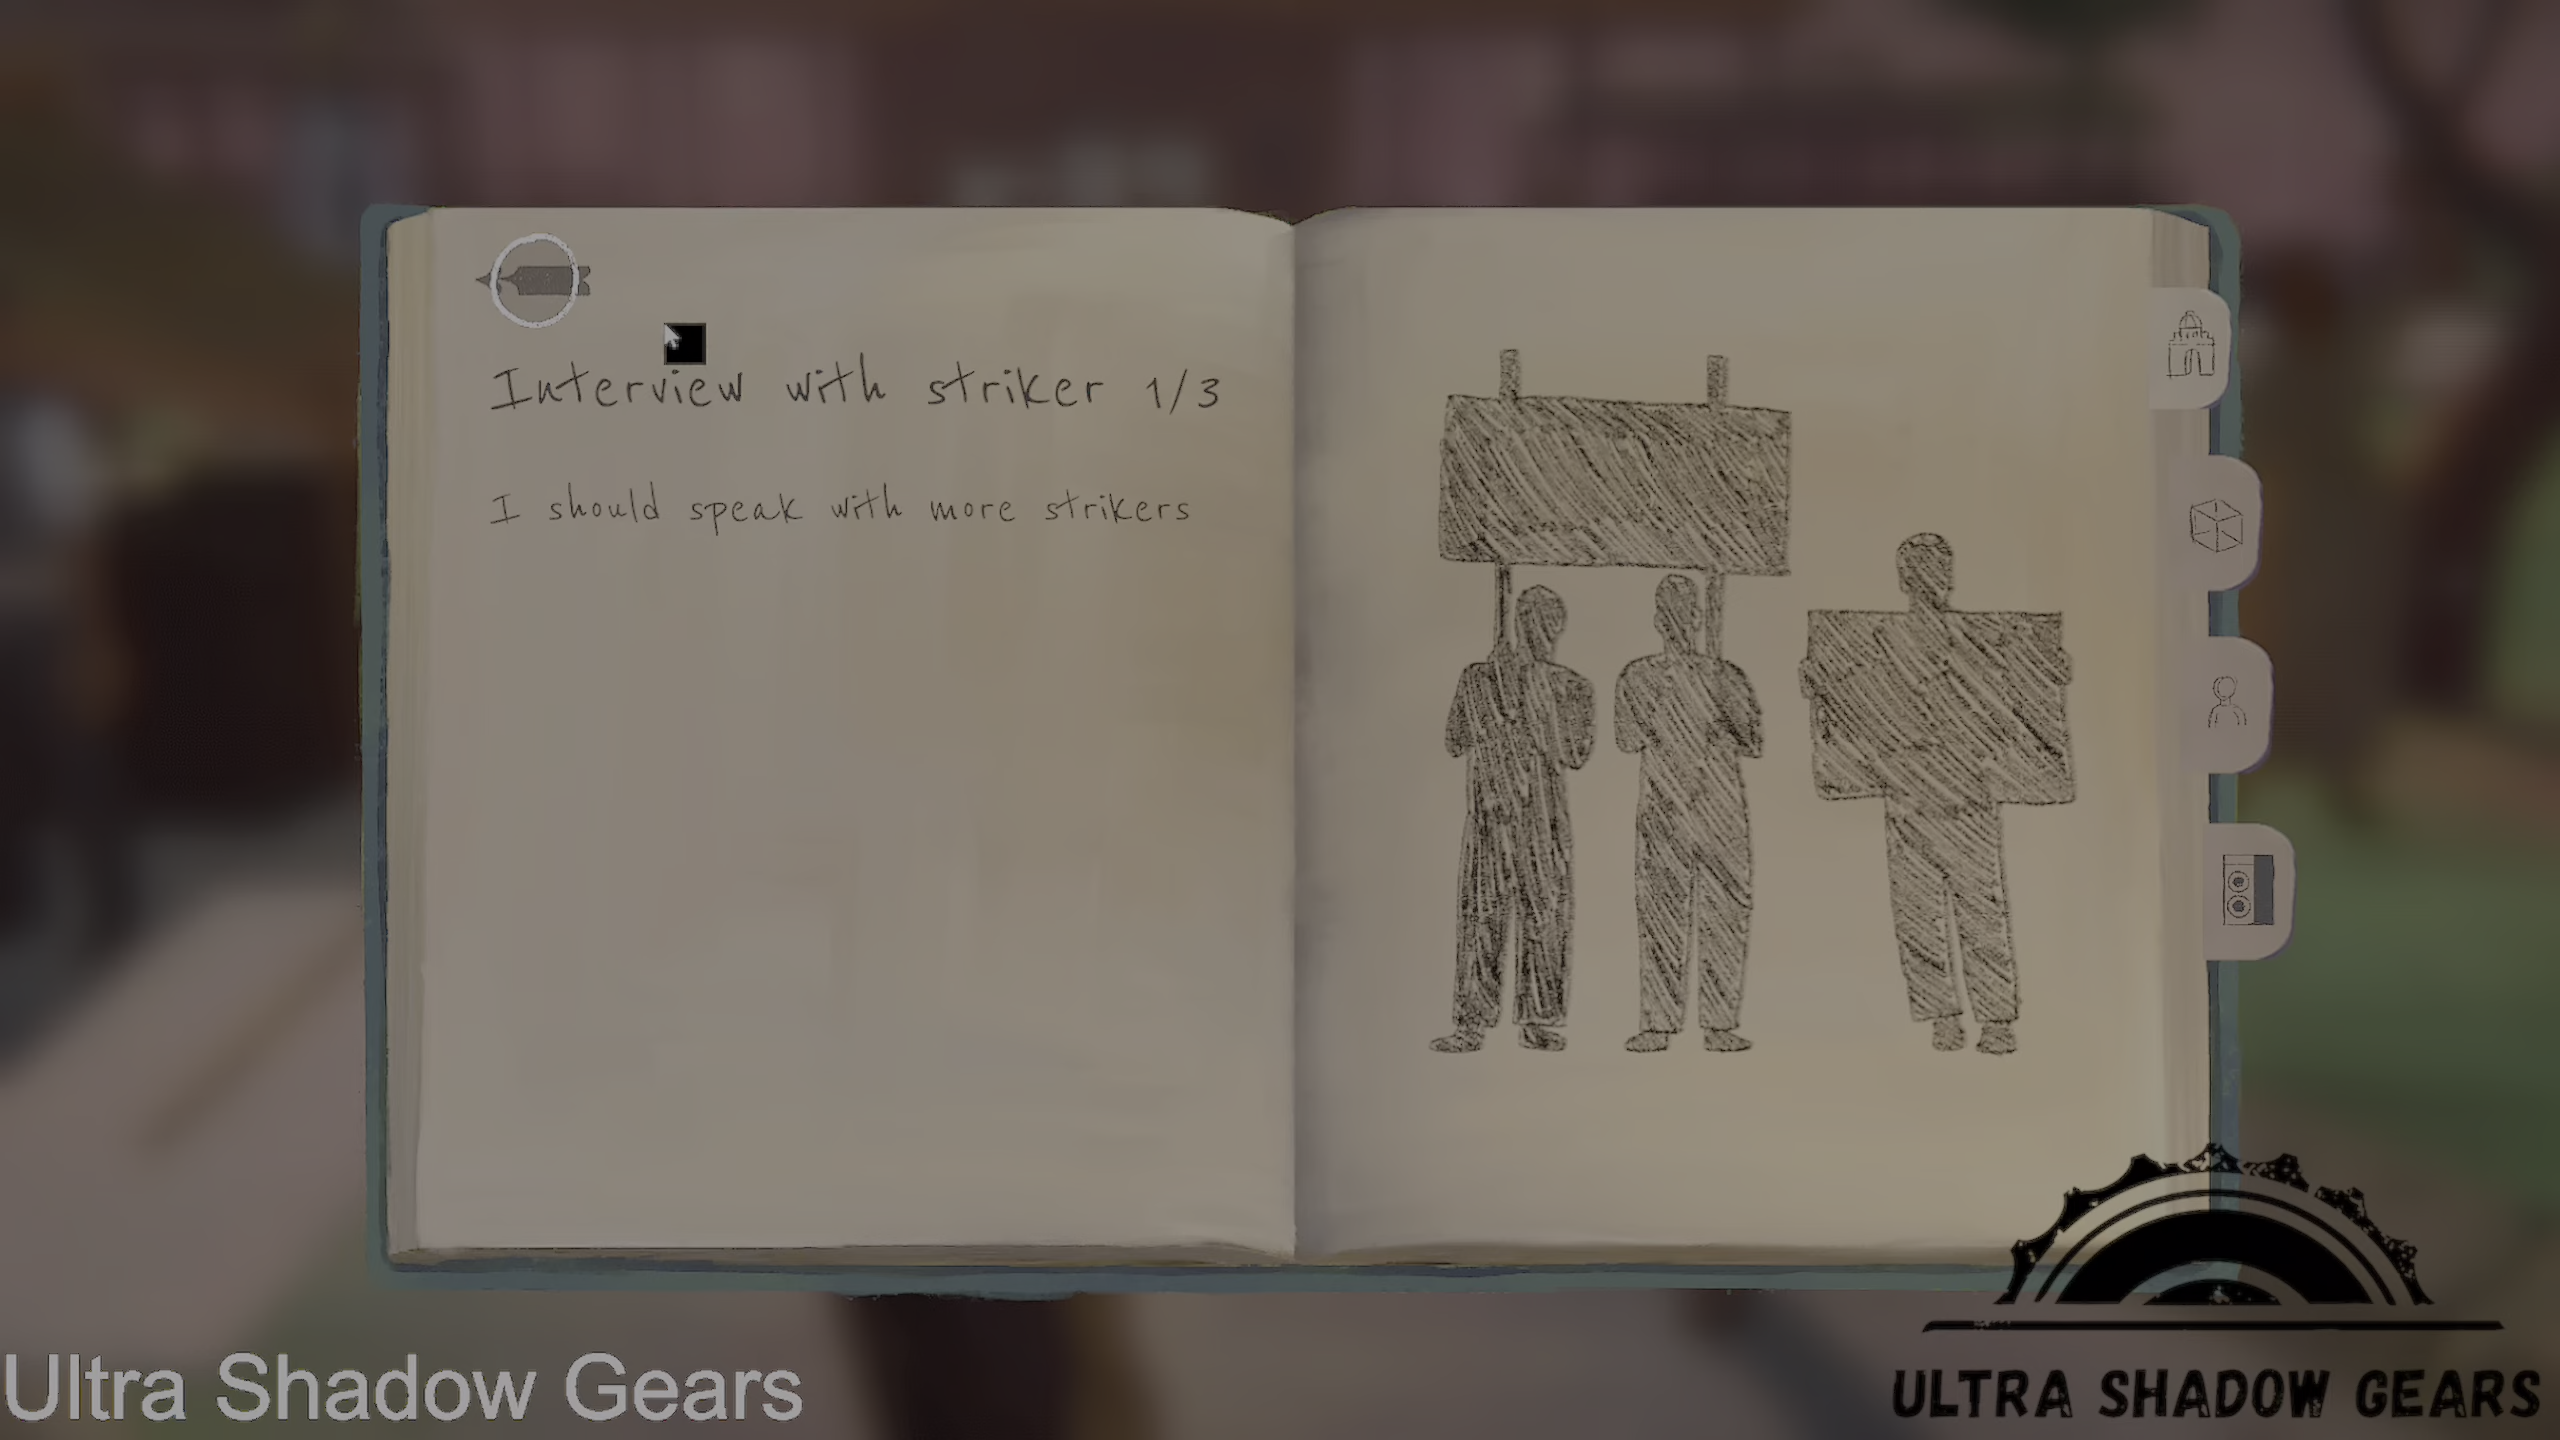 Interview with striker 1/3
I should speak with more strikers
Ultra Shadow Gears
ULTRA SHADOW GEARS